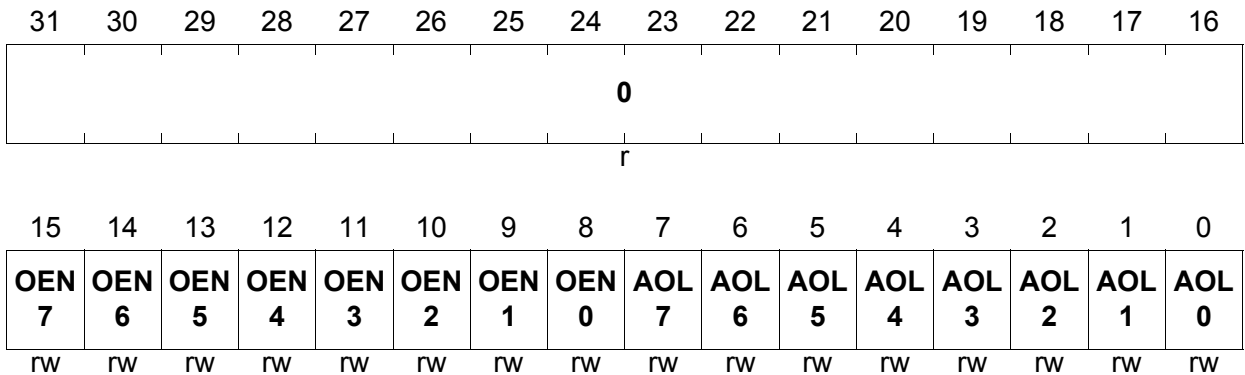 31 30 29 28 27 26 25 24 23 22 21 20 19 18 17 16
0
r
15 14 13 12 11 10 9 8 7 6 5 4 3 2 1 0
OEN OEN OEN OEN OEN OEN OEN OEN AOL AOL AOL AOL AOL AOL AOL AOL
7 6 5 4 3 2 1 0 7 6 5 4 3 2 1 0
rw rw rw rw rw rw rw rw rw rw rw rw rw rw rw rw